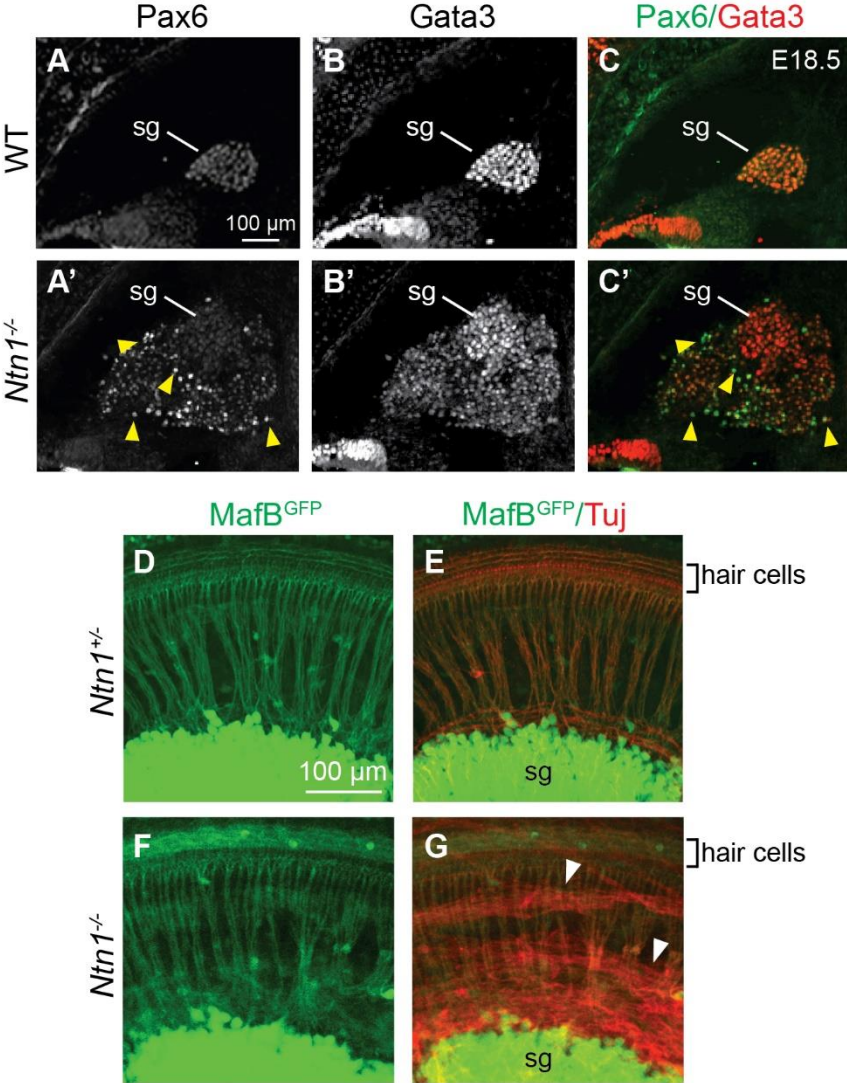 Pax6 Gata3 Pax6/Gata3
WT
A B C E18.5
sg sg sg
100 µm
Ntn1-/-
A’ B’ C’
sg sg sg
MafBGFP MafBGFP/Tuj
Ntn1+/-
D E hair cells
100 µm sg
Ntn1-/-
F G hair cells
sg